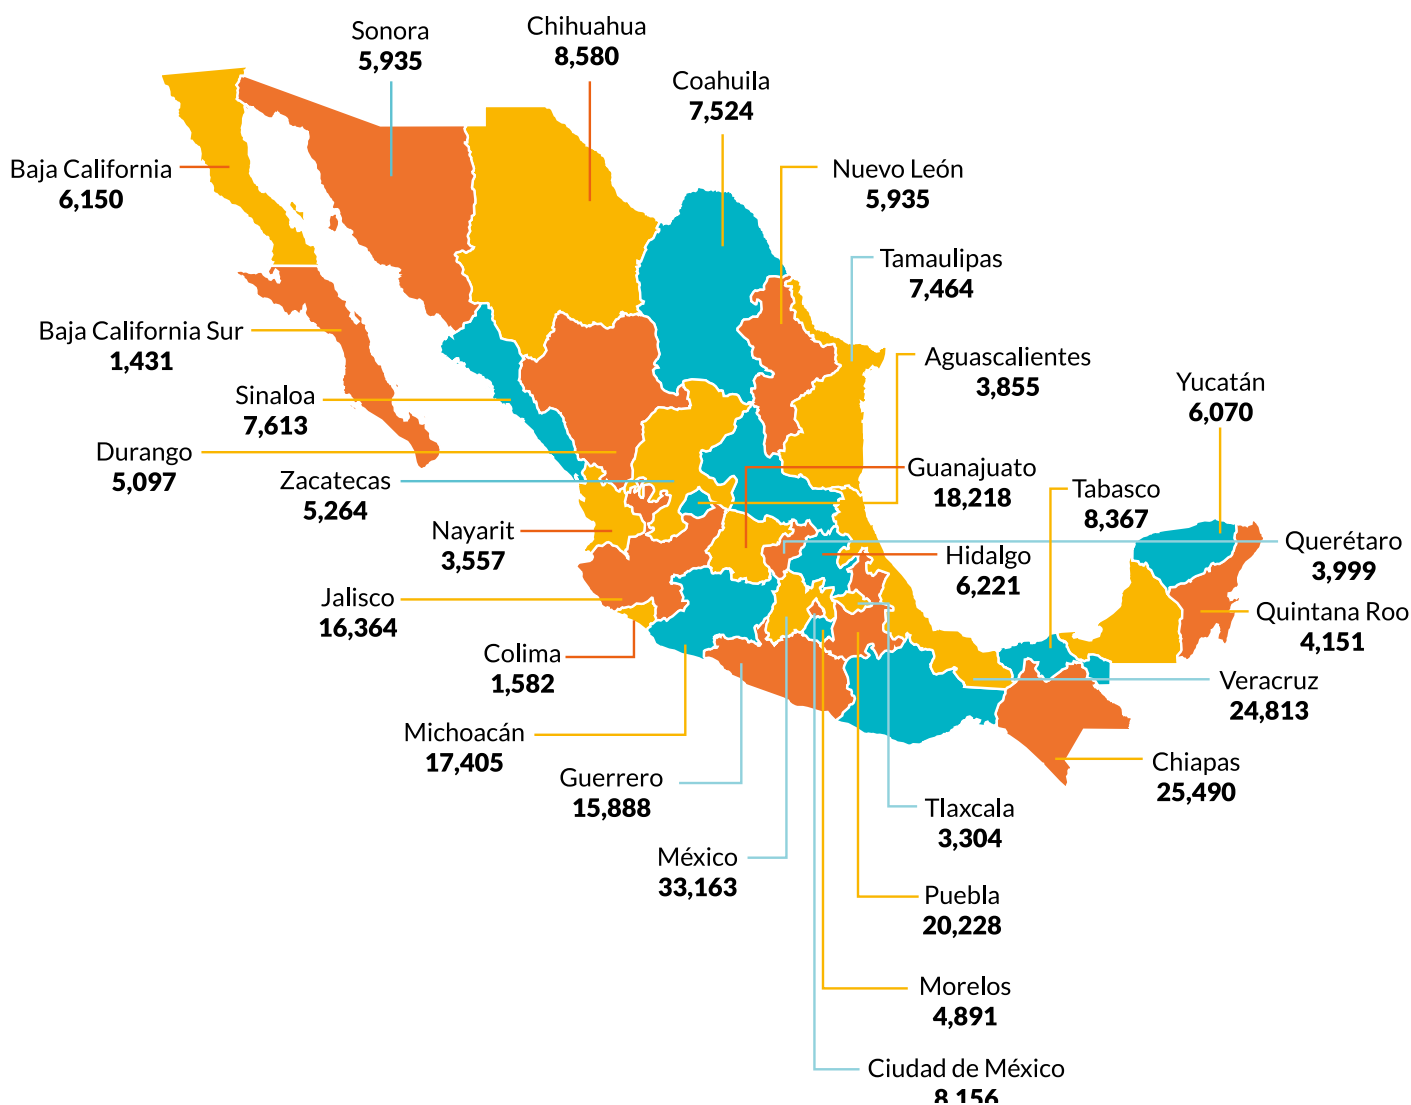 Sonora
5,935
Chihuahua
8,580
Coahuila
7,524
Baja California
6,150
Nuevo León
5,935
Tamaulipas
7,464
Baja California Sur
1,431
Aguascalientes
3,855
Yucatán
6,070
Sinaloa
7,613
Durango
5,097
Zacatecas
5,264
Guanajuato
18,218
Tabasco
8,367
Nayarit
3,557
Hidalgo
6,221
Querétaro
3,999
Jalisco
16,364
Quintana Roo
4,151
Colima
1,582
Veracruz
24,813
Michoacán
17,405
Chiapas
25,490
Guerrero
15,888
Tlaxcala
3,304
México
33,163
Puebla
20,228
Morelos
4,891
Ciudad de México
8,156